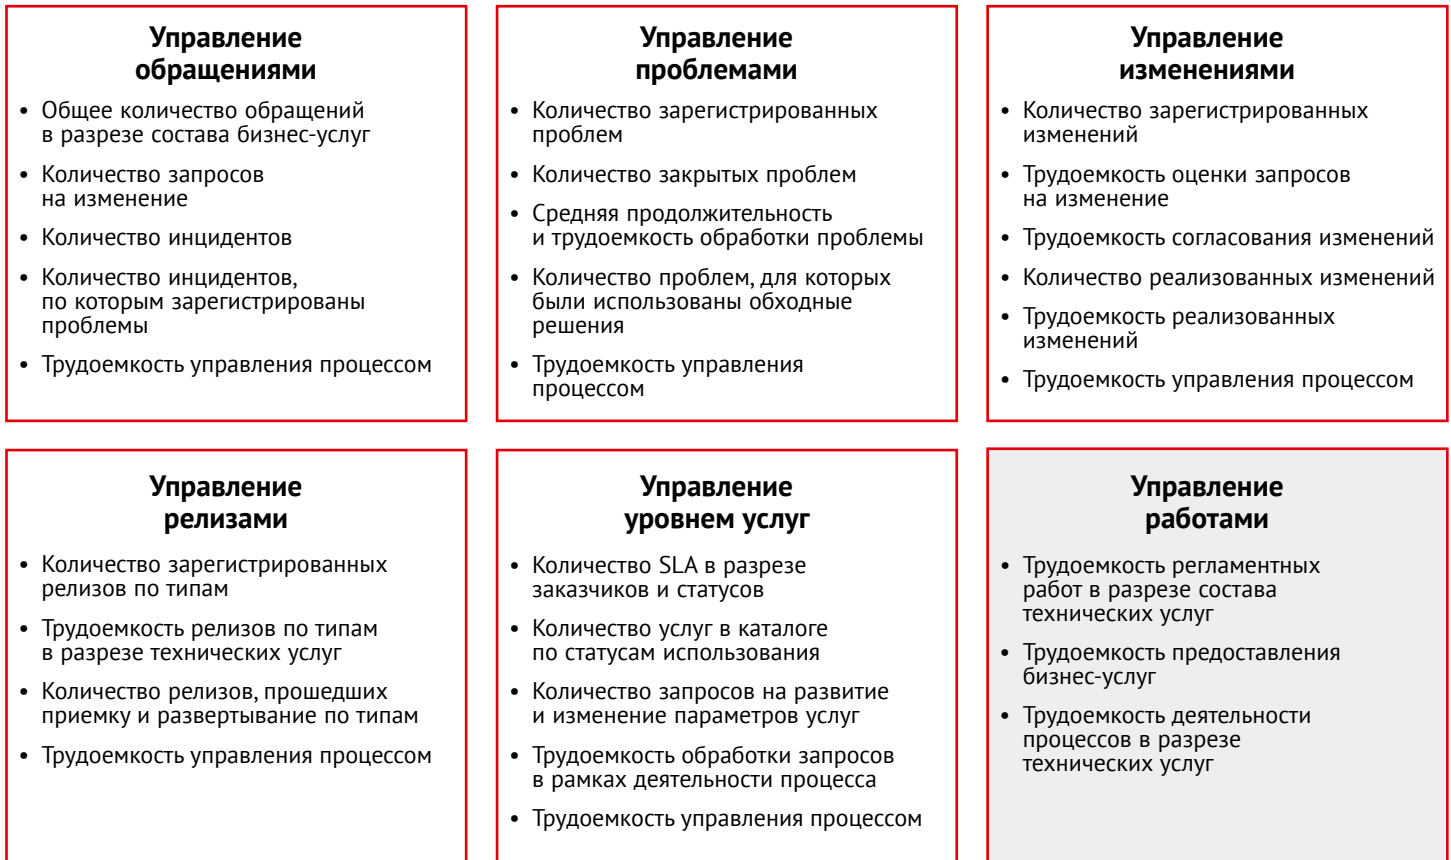 Управление
обращениями
• Общее количество обращений
в разрезе состава бизнес-услуг
• Количество запросов
на изменение
• Количество инцидентов
• Количество инцидентов,
по которым зарегистрированы
проблемы
• Трудоемкость управления процессом
Управление
проблемами
• Количество зарегистрированных
проблем
• Количество закрытых проблем
• Средняя продолжительность
и трудоемкость обработки проблемы
• Количество проблем, для которых
были использованы обходные
решения
• Трудоемкость управления
процессом
Управление
изменениями
• Количество зарегистрированных
изменений
• Трудоемкость оценки запросов
на изменение
• Трудоемкость согласования изменений
• Количество реализованных изменений
• Трудоемкость реализованных
изменений
• Трудоемкость управления процессом
Управление
релизами
• Количество зарегистрированных
релизов по типам
• Трудоемкость релизов по типам
в разрезе технических услуг
• Количество релизов, прошедших
приемку и развертывание по типам
• Трудоемкость управления процессом
Управление
уровнем услуг
• Количество SLA в разрезе
заказчиков и статусов
• Количество услуг в каталоге
по статусам использования
• Количество запросов на развитие
и изменение параметров услуг
• Трудоемкость обработки запросов
в рамках деятельности процесса
• Трудоемкость управления процессом
Управление
работами
• Трудоемкость регламентных
работ в разрезе состава
технических услуг
• Трудоемкость предоставления
бизнес-услуг
• Трудоемкость деятельности
процессов в разрезе
технических услуг